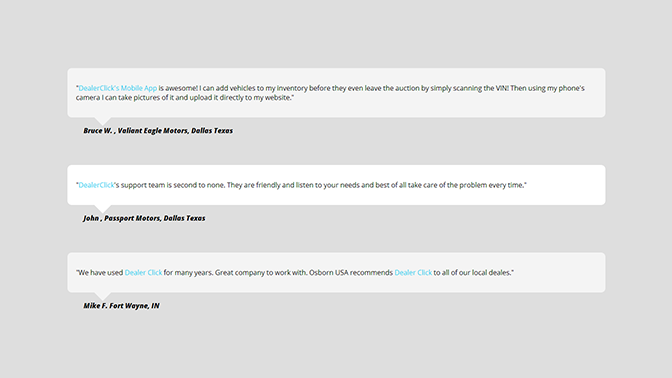 "DealerClick's Mobile App is awesome! I can add vehicles to my inventory before they even leave the auction by simply scanning the VIN! Then using my phone's
camera I can take pictures of it and upload it directly to my website."
Bruce W. , Valiant Eagle Motors, Dallas Texas
"DealerClick's support team is second to none. They are friendly and listen to your needs and best of all take care of the problem every time."
John , Passport Motors, Dallas Texas
"We have used Dealer Click for many years. Great company to work with. Osborn USA recommends Dealer Click to all of our local deales."
Mike F. Fort Wayne, IN